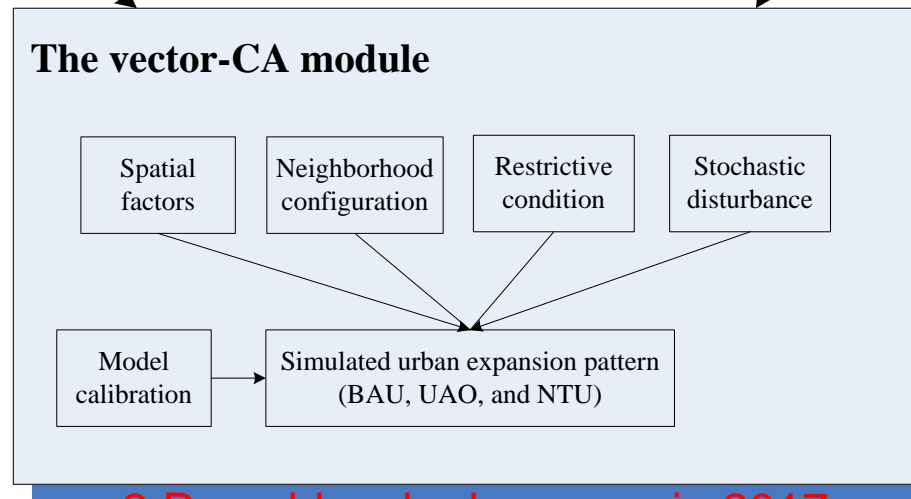 The vector-CA module
Spatial
factors
Neighborhood
configuration
Restrictive
condition
Stochastic
disturbance
Model
calibration
Simulated urban expansion pattern
(BAU, UAO, and NTU)